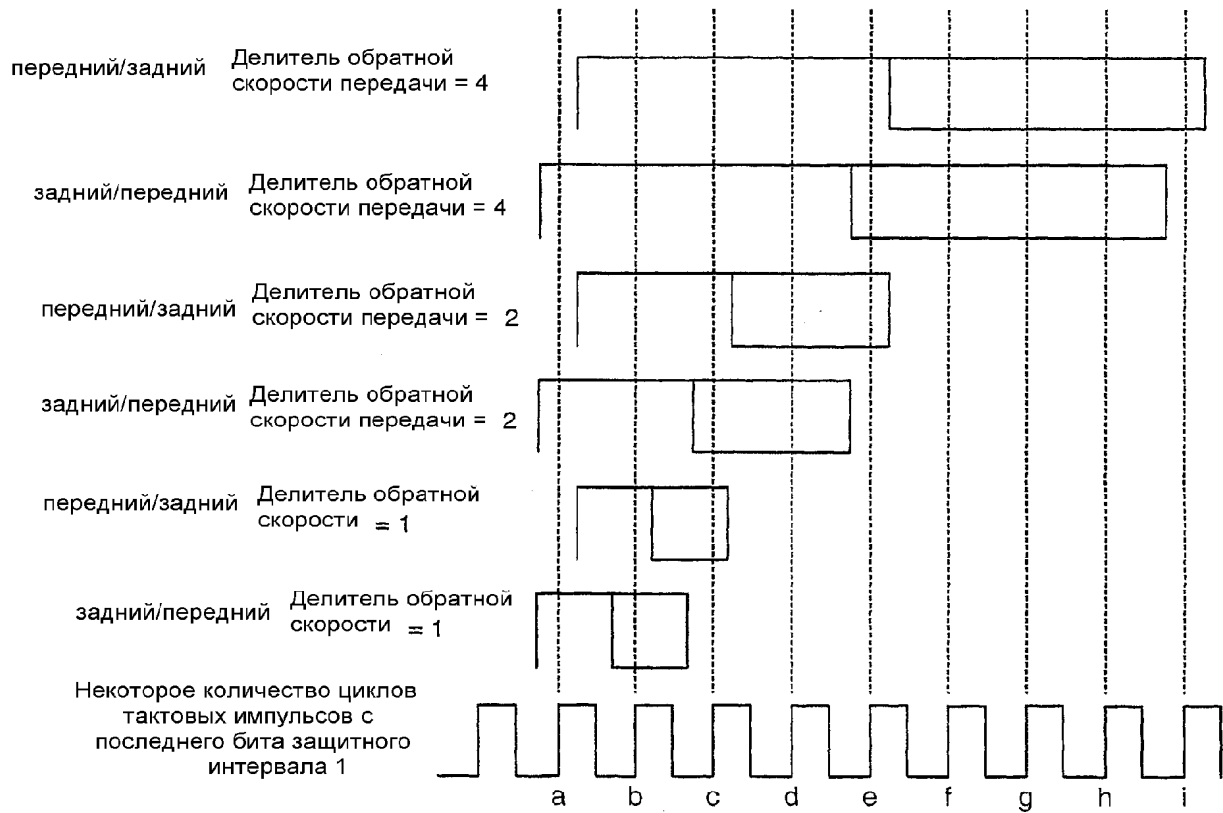 передний/задний Делитель обратной
скорости передачи = 4
задний/передний Делитель обратной
скорости передачи = 4
передний/задний Делитель обратной
скорости передачи = 2
задний/передний Делитель обратной
скорости передачи = 2
передний/задний Делитель обратной
скорости = 1
задний/передний Делитель обратной
скорости = 1
Некоторое количество циклов
тактовых импульсов с
последнего бита защитного
интервала 1
a b c d e f g h i